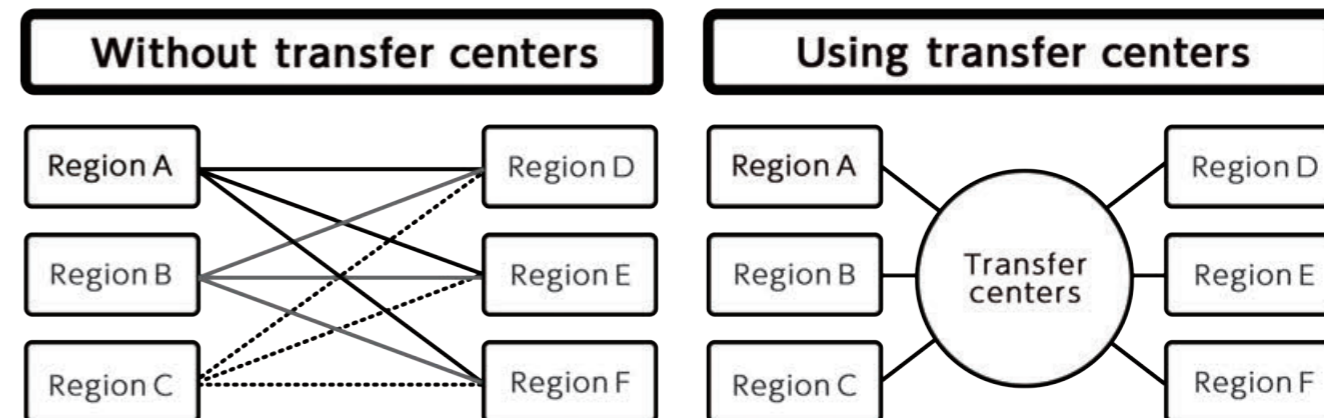 Without transfer centers
Region A
Region B
Region C
Region D
Region E
Region F
Using transfer centers
Region A
Region B
Region C
Transfer
centers
Region D
Region E
Region F